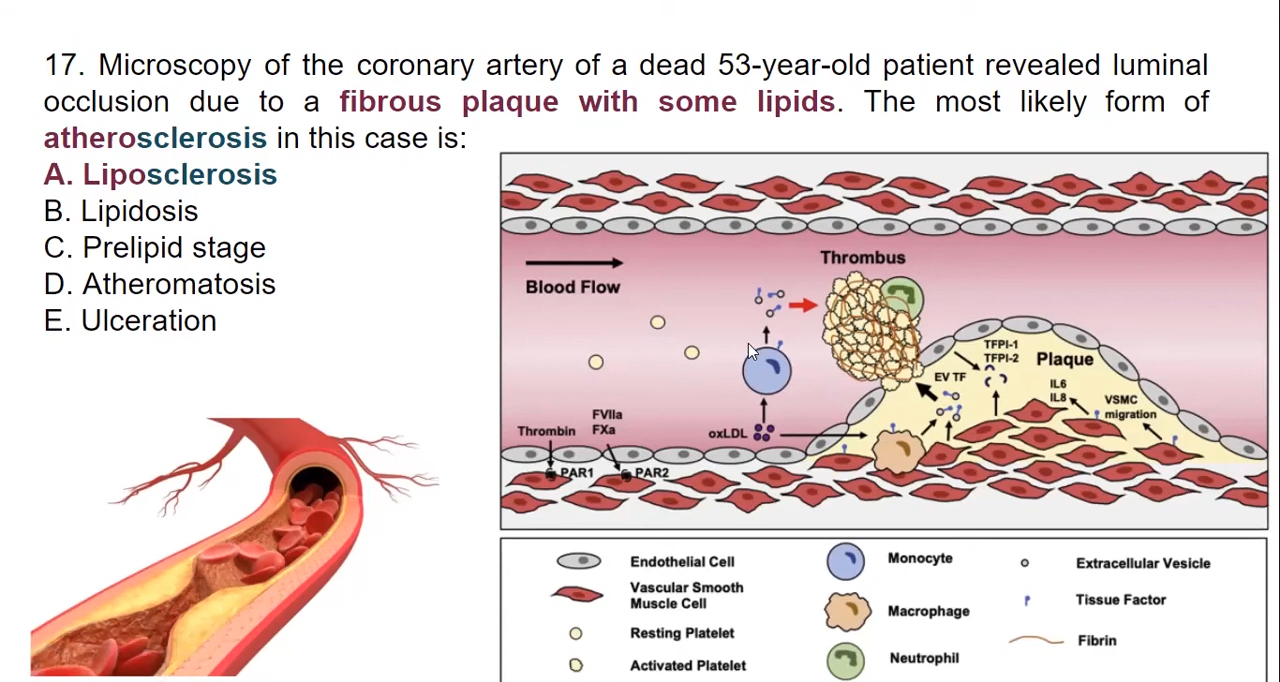 17. Microscopy of the coronary artery of a dead 53-year-old patient revealed luminal
occlusion due to a fibrous plaque with some lipids. The most likely form of
atherosclerosis in this case is:
A. Liposclerosis
B. Lipidosis
C. Prelipid stage
D. Atheromatosis
E. Ulceration
Thrombus
Blood Flow
TFPI-1
TFPI-2
Plaque
EV TF
IL6
IL8
VSMC
migration
FVIIa
FXa
Thrombin
oxLDL
PAR1
PAR2
Endothelial Cell
Vascular Smooth
Muscle Cell
Resting Platelet
Activated Platelet
Monocyte
Macrophage
Neutrophil
Extracellular Vesicle
Tissue Factor
Fibrin